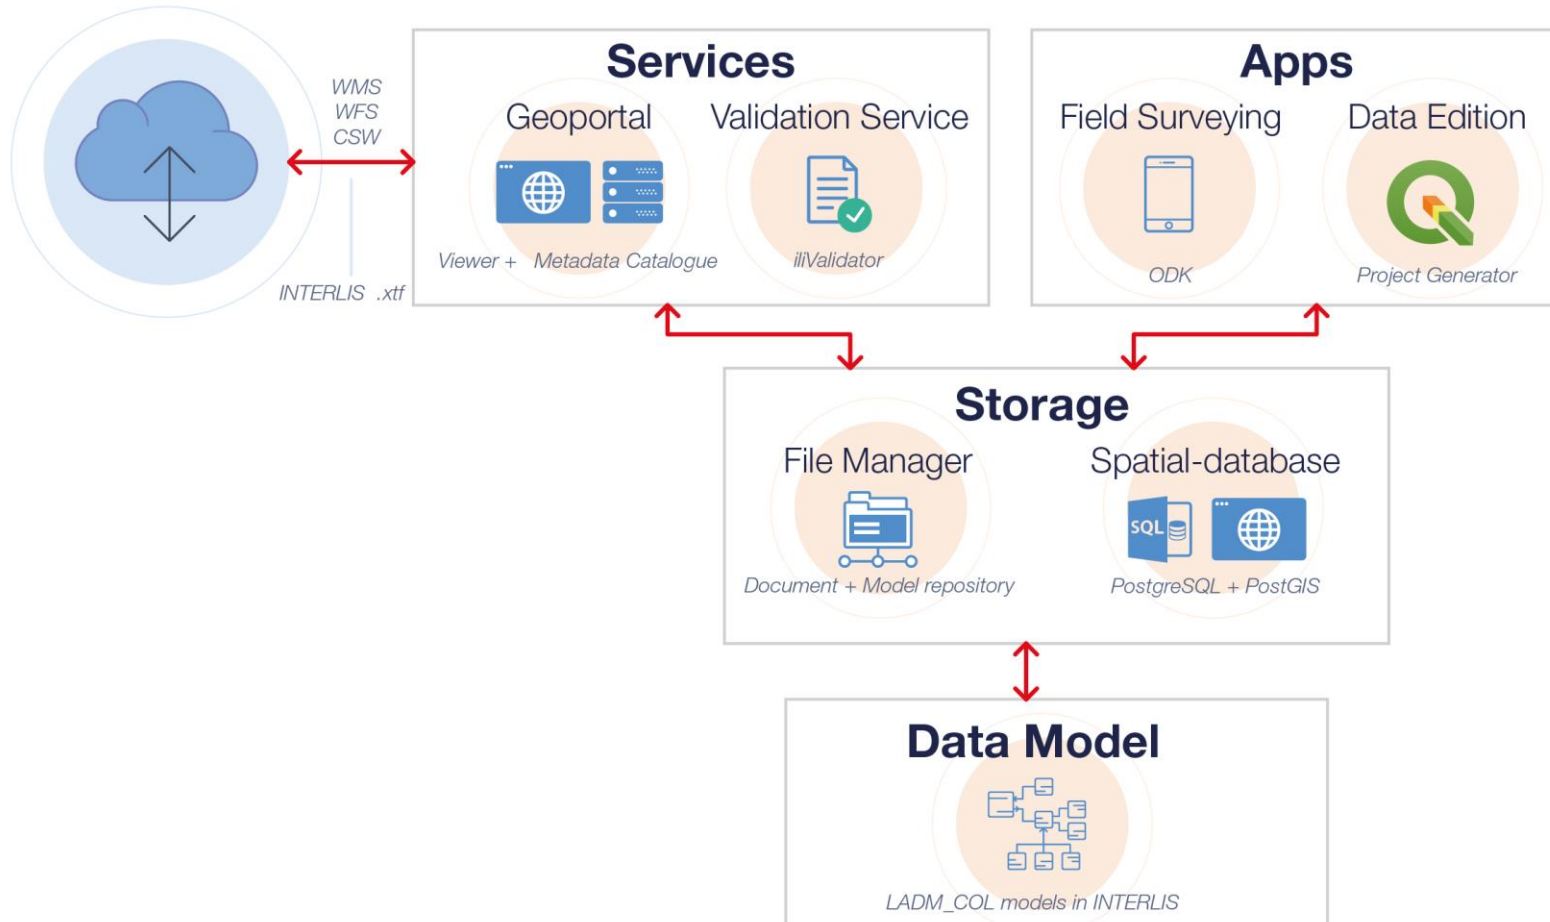 WMS
WFS
CSW
INTERLIS .xtf
Services
Geoportal
Viewer + Metadata Catalogue
Validation Service
iliValidator
Apps
Field Surveying
ODK
Data Edition
Project Generator
Storage
File Manager
Document + Model repository
Spatial-database
SQL
PostgreSQL + PostGIS
Data Model
LADM_COL models in INTERLIS